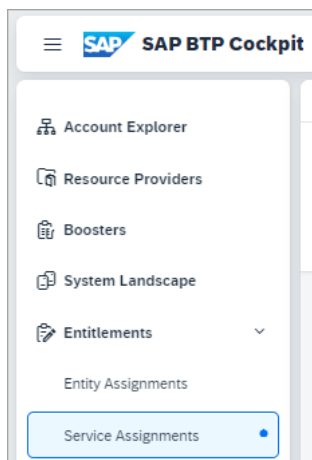 SAP SAP BTP Cockpit
Account Explorer
Resource Providers
Boosters
System Landscape
Entitlements
Entity Assignments
Service Assignments